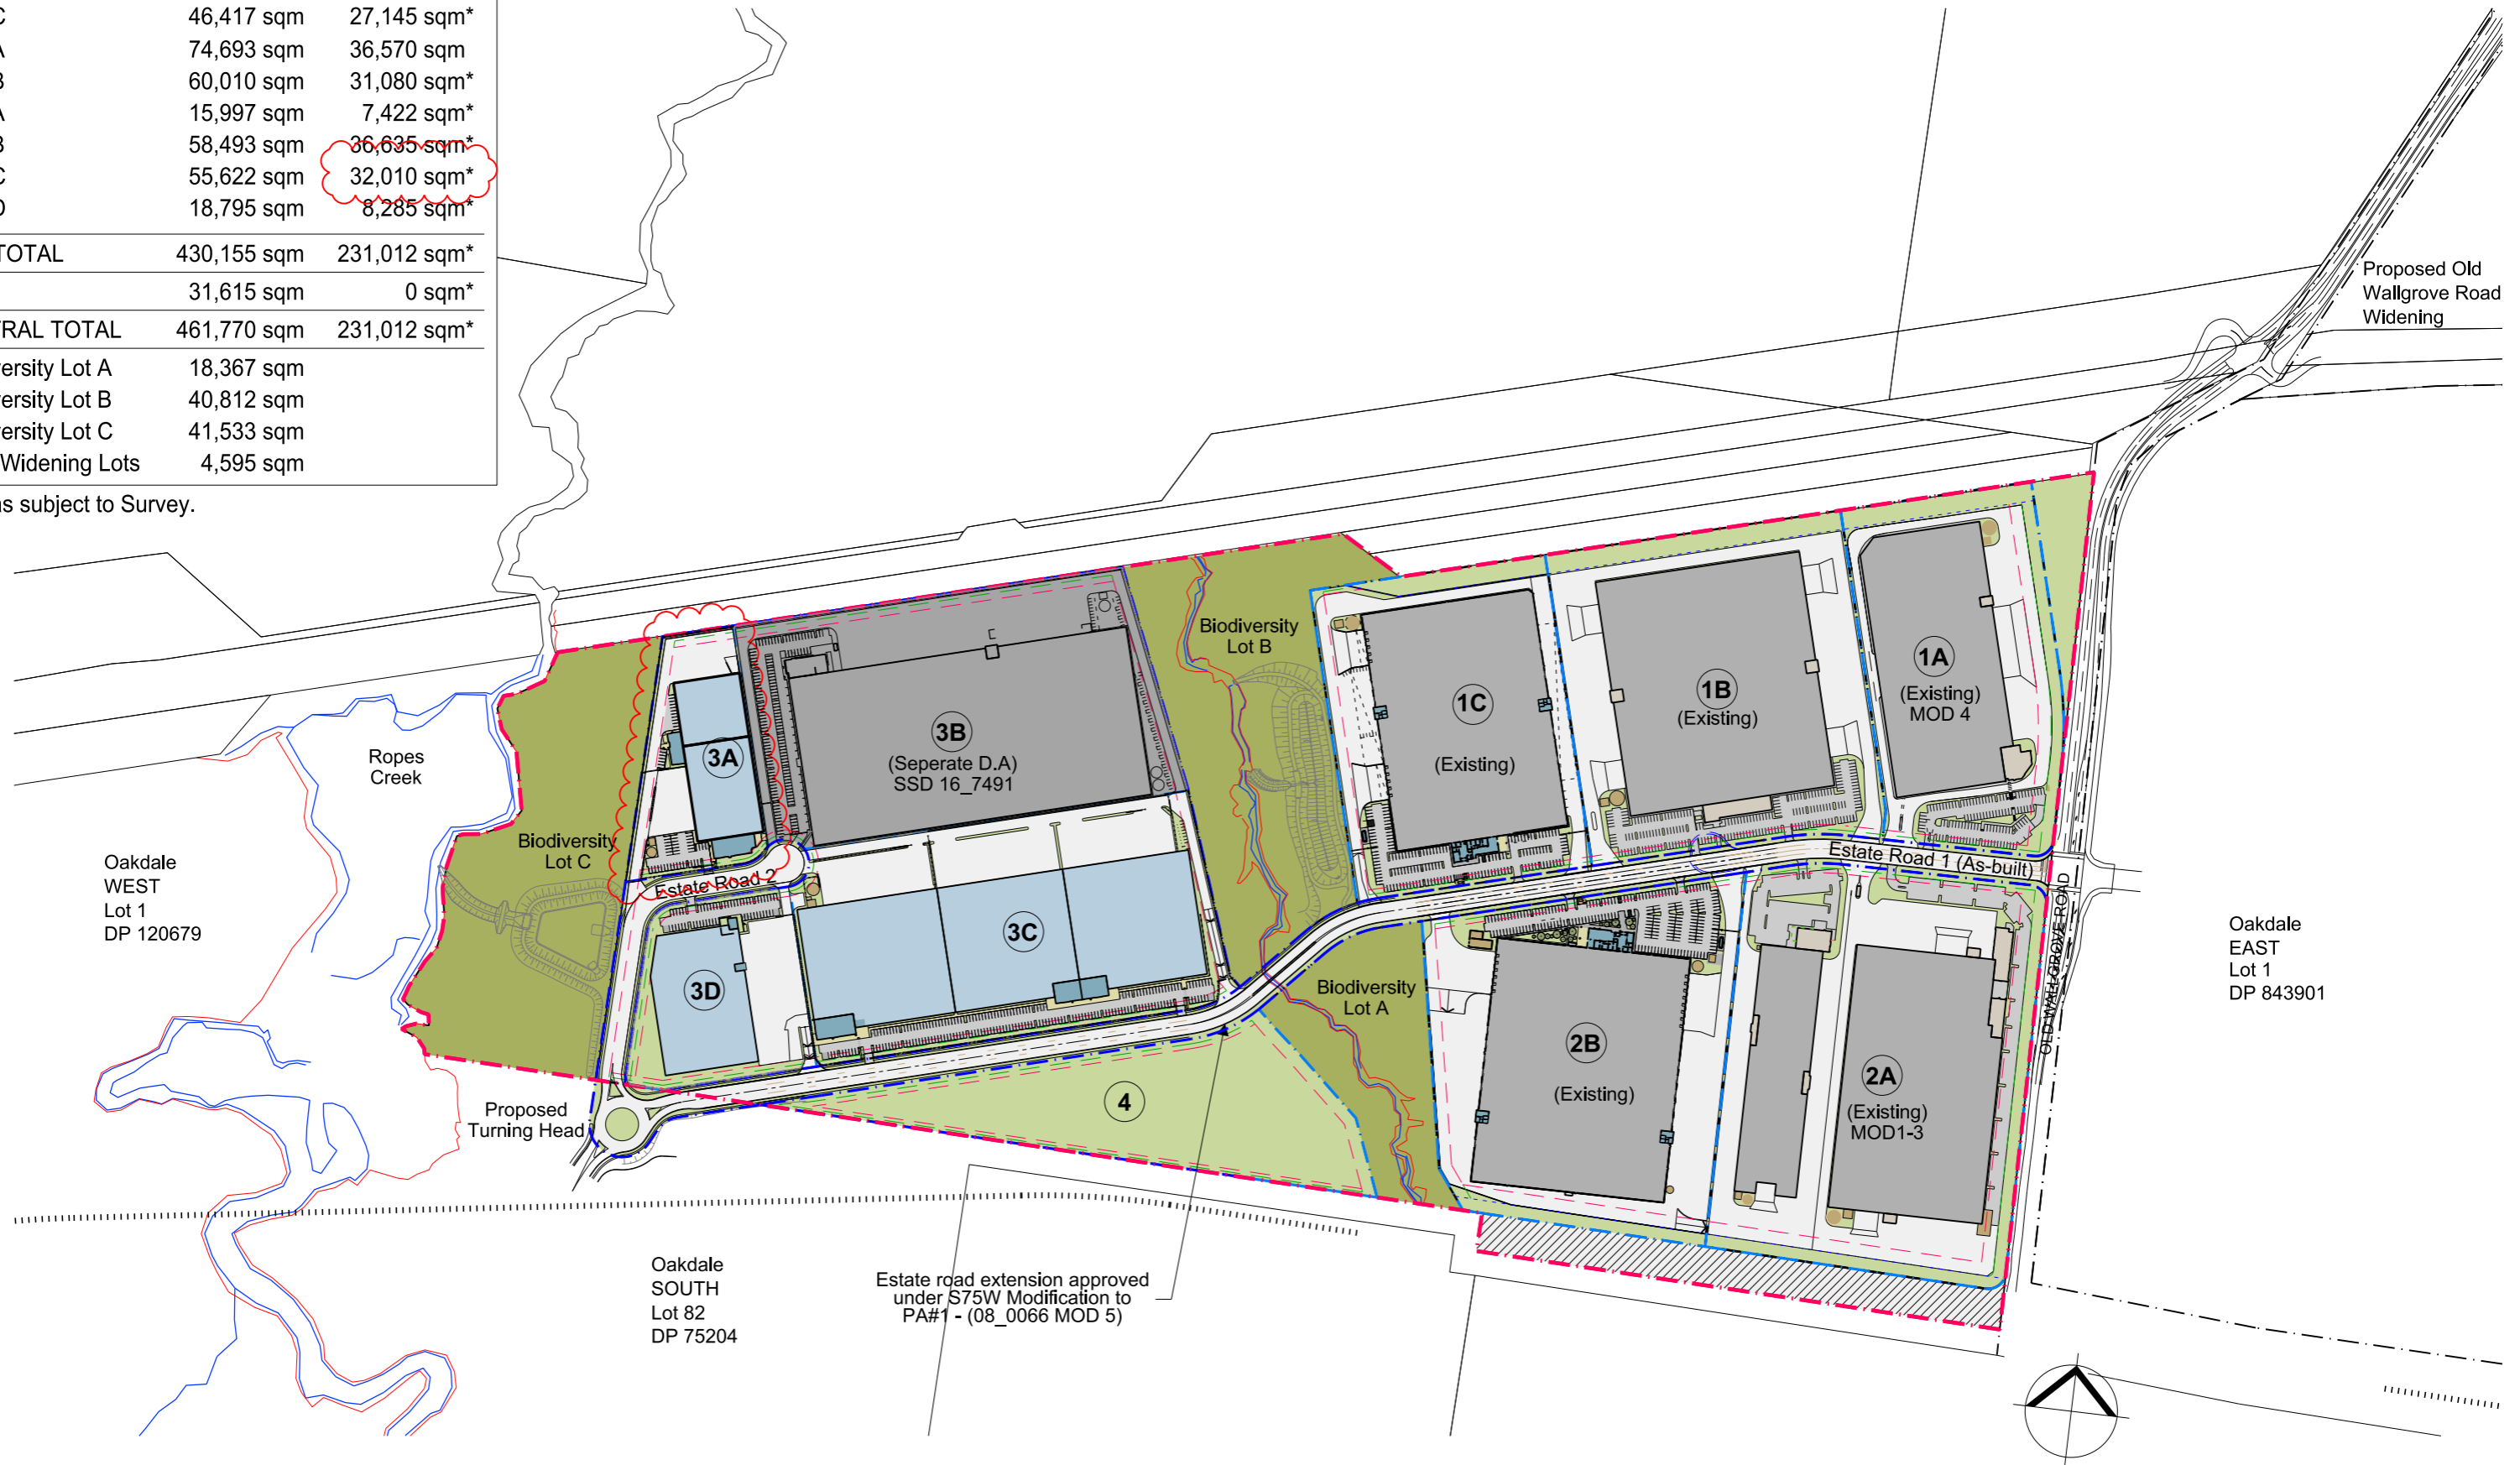 C 46,417 sqm 27,145 sqm*
A 74,693 sqm 36,570 sqm
B 60,010 sqm 31,080 sqm*
A 15,997 sqm 7,422 sqm*
B 58,493 sqm 36,635 sqm*
C 55,622 sqm 32,010 sqm*
D 18,795 sqm 8,285 sqm*
TOTAL 430,155 sqm 231,012 sqm*
31,615 sqm 0 sqm*
TRAL TOTAL 461,770 sqm 231,012 sqm*
ersity Lot A 18,367 sqm
ersity Lot B 40,812 sqm
ersity Lot C 41,533 sqm
Widening Lots 4,595 sqm
as subject to Survey.
Proposed Old
Wallgrove Road
Widening
Biodiversity
Lot B
1A
(Existing)
MOD 4
1B
(Existing)
1C
(Existing)
3B
(Seperate D.A)
SSD 16_7491
3A
Ropes
Creek
Biodiversity
Lot C
Oakdale
WEST
Lot 1
DP 120679
Estate Road 2
Estate Road 1 (As-built)
OLD WALLGROVE ROAD
3C
3D
Oakdale
EAST
Lot 1
DP 843901
Biodiversity
Lot A
2B
(Existing)
2A
(Existing)
MOD1-3
4
Proposed
Turning Head
Oakdale
SOUTH
Lot 82
DP 75204
Estate road extension approved
under S75W Modification to
PA#1 - (08_0066 MOD 5)